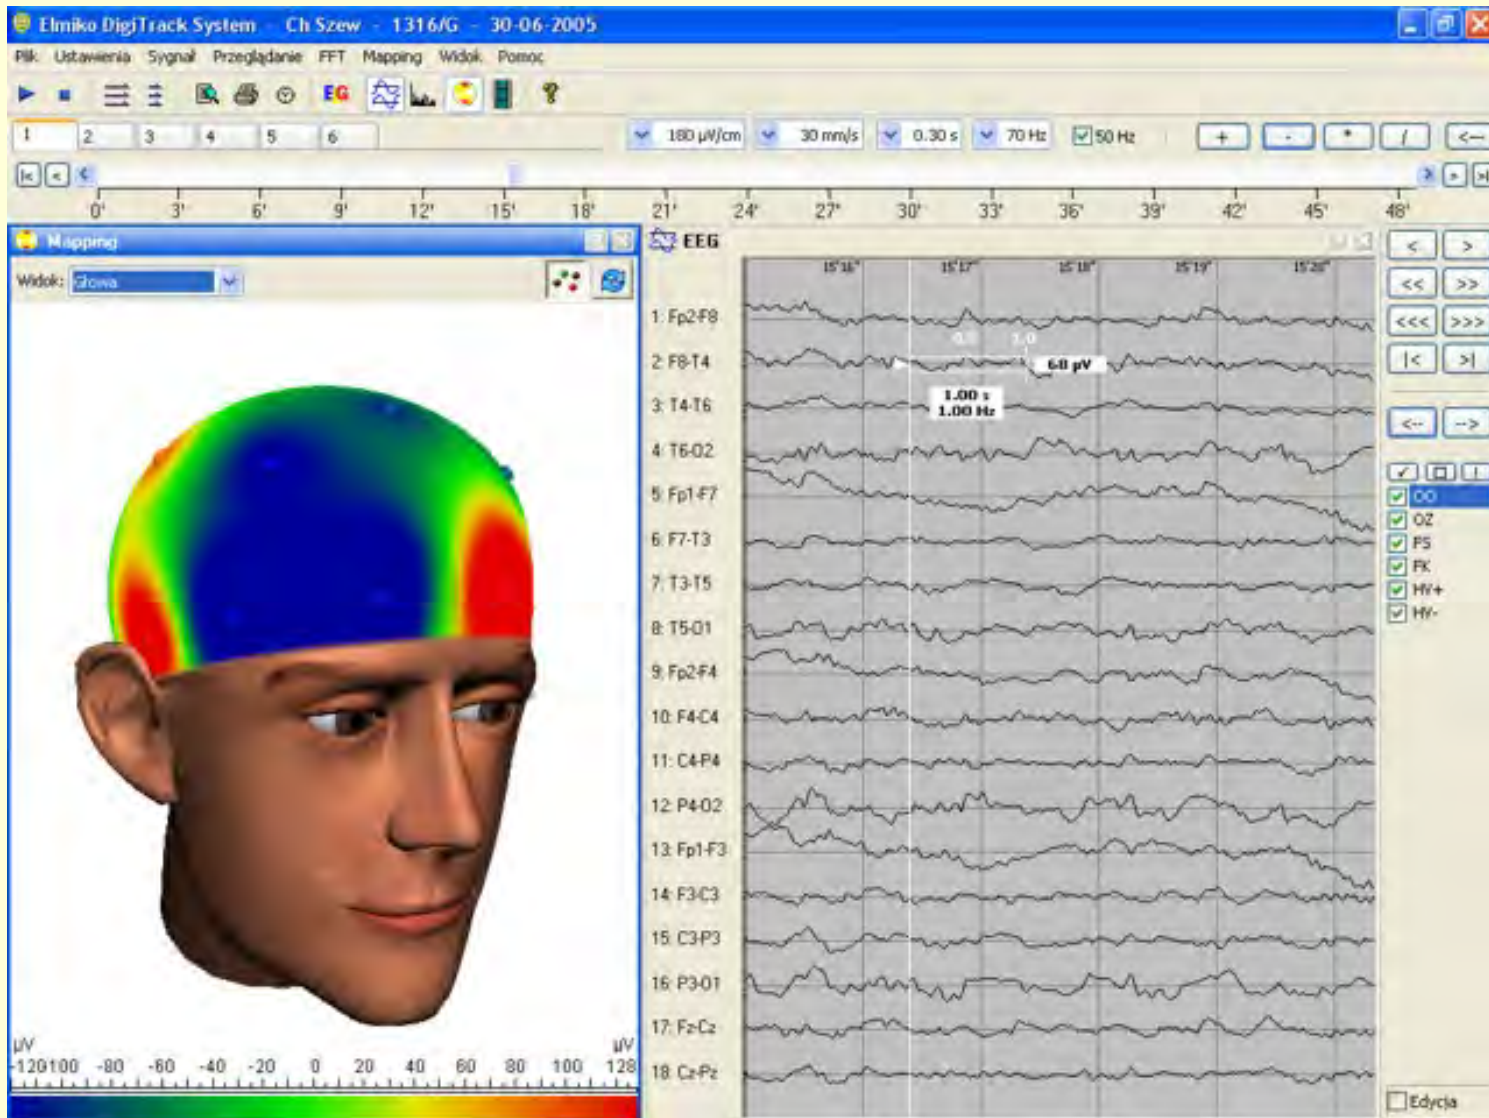 Elmiko DigiTrack System - Ch Szew - 1316/G - 30-06-2005
Plik Ustawienia Sygnał Przeglądanie FFT Mapping Widok Pomoc
EG
1 2 3 4 5 6 180 µV/cm 30 mm/s 0.30 s 70 Hz 50 Hz + - * / <--
|< < > >|
0' 3' 6' 9' 12' 15' 18' 21' 24' 27' 30' 33' 36' 39' 42' 45' 48'
Mapping
Widok: Głowa
µV µV
-120 -100 -80 -60 -40 -20 0 20 40 60 80 100 128
EEG
15'16" 15'17" 15'18" 15'19" 15'20"
1: Fp2-F8
1.0
2: F8-T4
60 µV
1.00 s
1.00 Hz
3: T4-T6
4: T6-O2
5: Fp1-F7
6: F7-T3
7: T3-T5
8: T5-O1
9: Fp2-F4
10: F4-C4
11: C4-P4
12: P4-O2
13: Fp1-F3
14: F3-C3
15: C3-P3
16: P3-O1
17: Fz-Cz
18: Cz-Pz
< >
<< >>
<<< >>>
|< >|
<-- -->
OO
OZ
FS
FK
HV+
HV-
Edycja